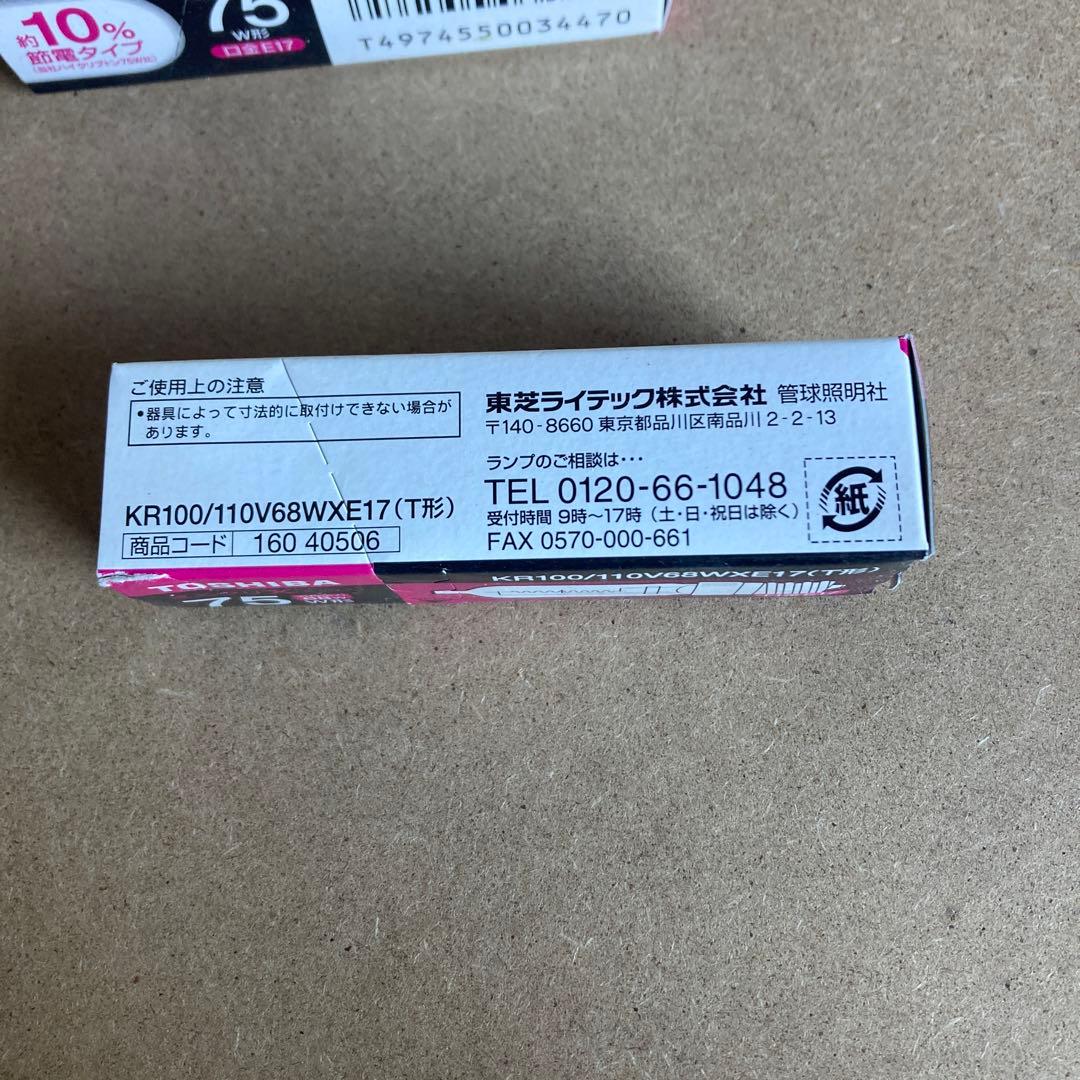 約10%
節電タイプ
75
W形
口金E17
T4974550034470
ご使用上の注意
•器具によって寸法的に取付けできない場合が
あります。
KR100/110V68WXE17(T形)
商品コード 160 40506
東芝ライテック株式会社 管球照明社
〒140-8660 東京都品川区南品川2-2-13
ランプのご相談は…
TEL 0120-66-1048
受付時間 9時〜17時(土・日・祝日は除く)
FAX 0570-000-661
紙
TOSHIBA
75
W形
KR100/110V68WXE17(T形)